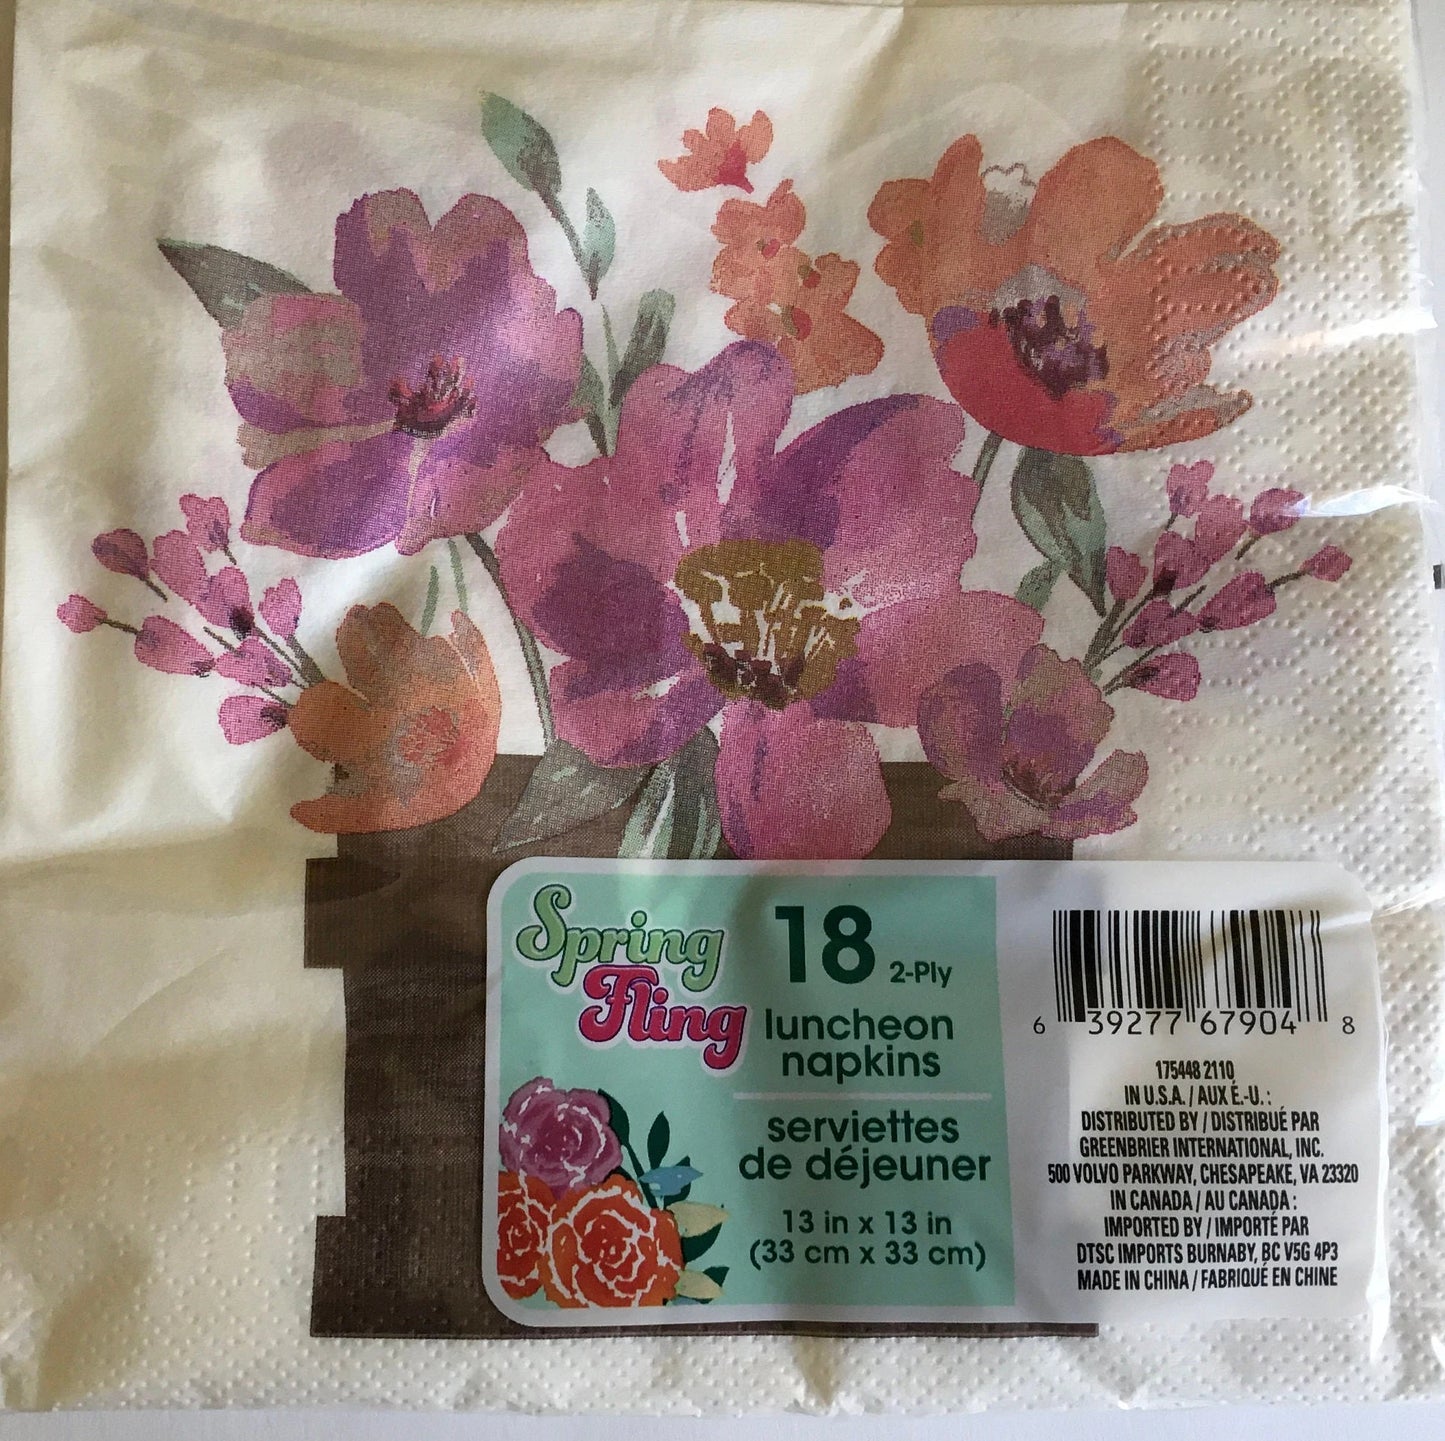 Spring
Fling
18 2-Ply
luncheon
napkins
serviettes
de déjeuner
13 in x 13 in
(33 cm x 33 cm)
6 39277 67904 8
175448 2110
IN U.S.A. / AUX É.-U. :
DISTRIBUTED BY / DISTRIBUÉ PAR
GREENBRIER INTERNATIONAL, INC.
500 VOLVO PARKWAY, CHESAPEAKE, VA 23320
IN CANADA / AU CANADA :
IMPORTED BY / IMPORTÉ PAR
DTSC IMPORTS BURNABY, BC V5G 4P3
MADE IN CHINA / FABRIQUÉ EN CHINE